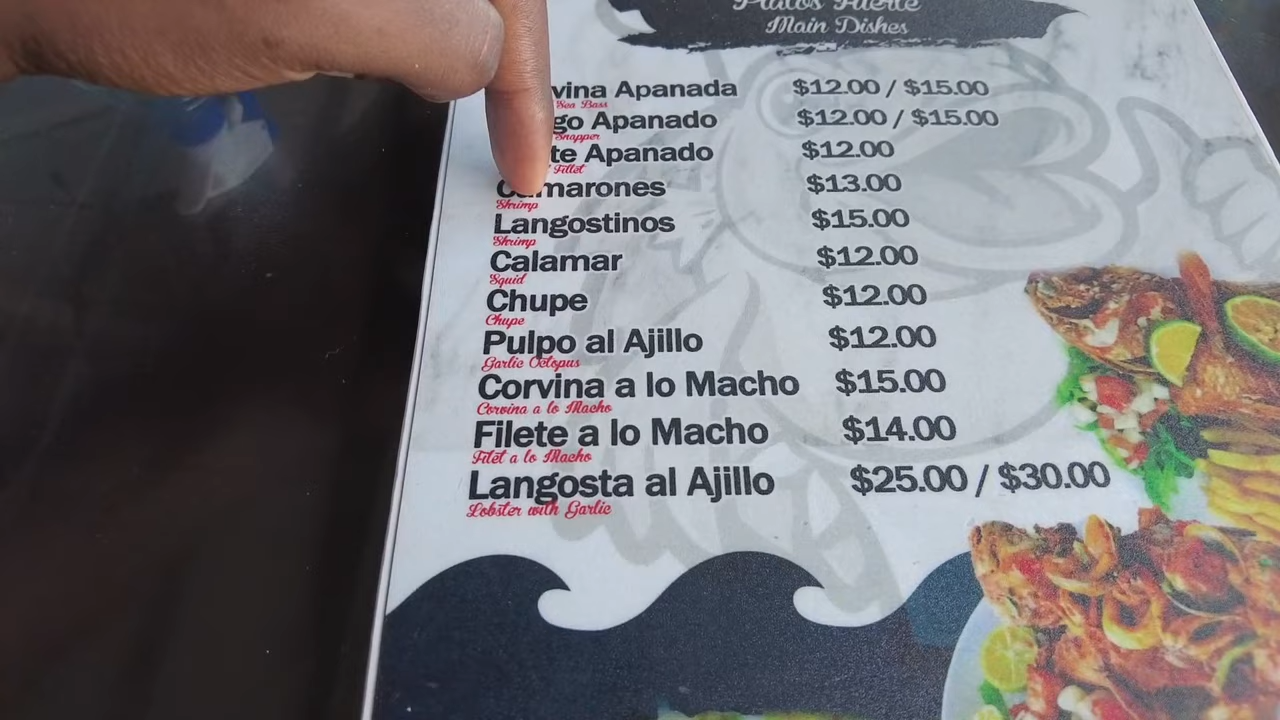 Platos Fuerte
Main Dishes
vina Apanada $12.00 / $15.00
Sea Bass
go Apanado $12.00 / $15.00
Snapper
te Apanado $12.00
Fillet
Camarones $13.00
Shrimp
Langostinos $15.00
Shrimp
Calamar $12.00
Squid
Chupe $12.00
Chupe
Pulpo al Ajillo $12.00
Garlic Octopus
Corvina a lo Macho $15.00
Corvina a lo Macho
Filete a lo Macho $14.00
Filet a lo Macho
Langosta al Ajillo $25.00 / $30.00
Lobster with Garlic